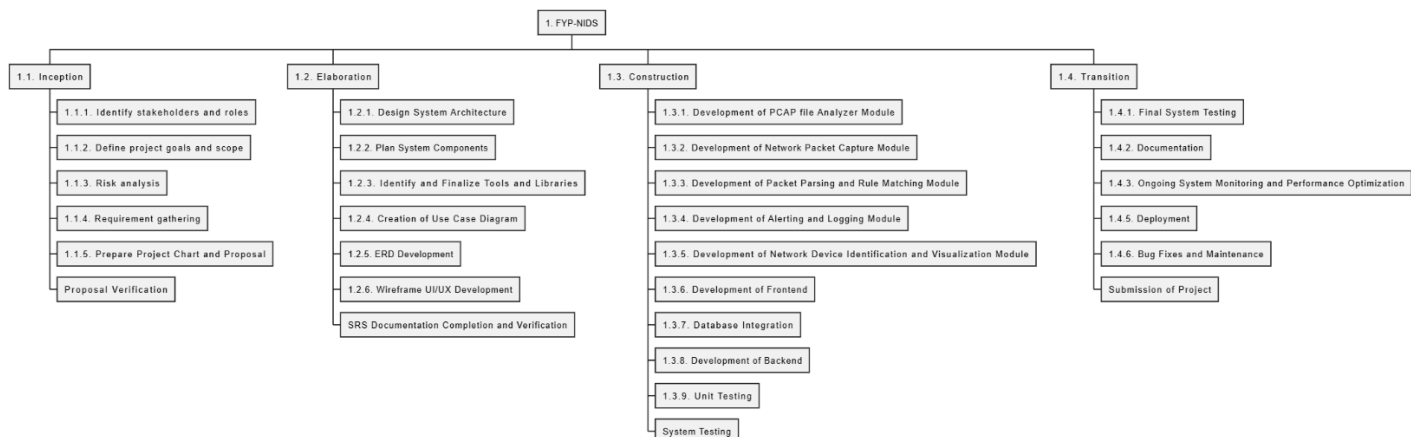 1. FYP-NIDS
1.1. Inception
1.1.1. Identify stakeholders and roles
1.1.2. Define project goals and scope
1.1.3. Risk analysis
1.1.4. Requirement gathering
1.1.5. Prepare Project Chart and Proposal
Proposal Verification
1.2. Elaboration
1.2.1. Design System Architecture
1.2.2. Plan System Components
1.2.3. Identify and Finalize Tools and Libraries
1.2.4. Creation of Use Case Diagram
1.2.5. ERD Development
1.2.6. Wireframe UI/UX Development
SRS Documentation Completion and Verification
1.3. Construction
1.3.1. Development of PCAP file Analyzer Module
1.3.2. Development of Network Packet Capture Module
1.3.3. Development of Packet Parsing and Rule Matching Module
1.3.4. Development of Alerting and Logging Module
1.3.5. Development of Network Device Identification and Visualization Module
1.3.6. Development of Frontend
1.3.7. Database Integration
1.3.8. Development of Backend
1.3.9. Unit Testing
System Testing
1.4. Transition
1.4.1. Final System Testing
1.4.2. Documentation
1.4.3. Ongoing System Monitoring and Performance Optimization
1.4.5. Deployment
1.4.6. Bug Fixes and Maintenance
Submission of Project